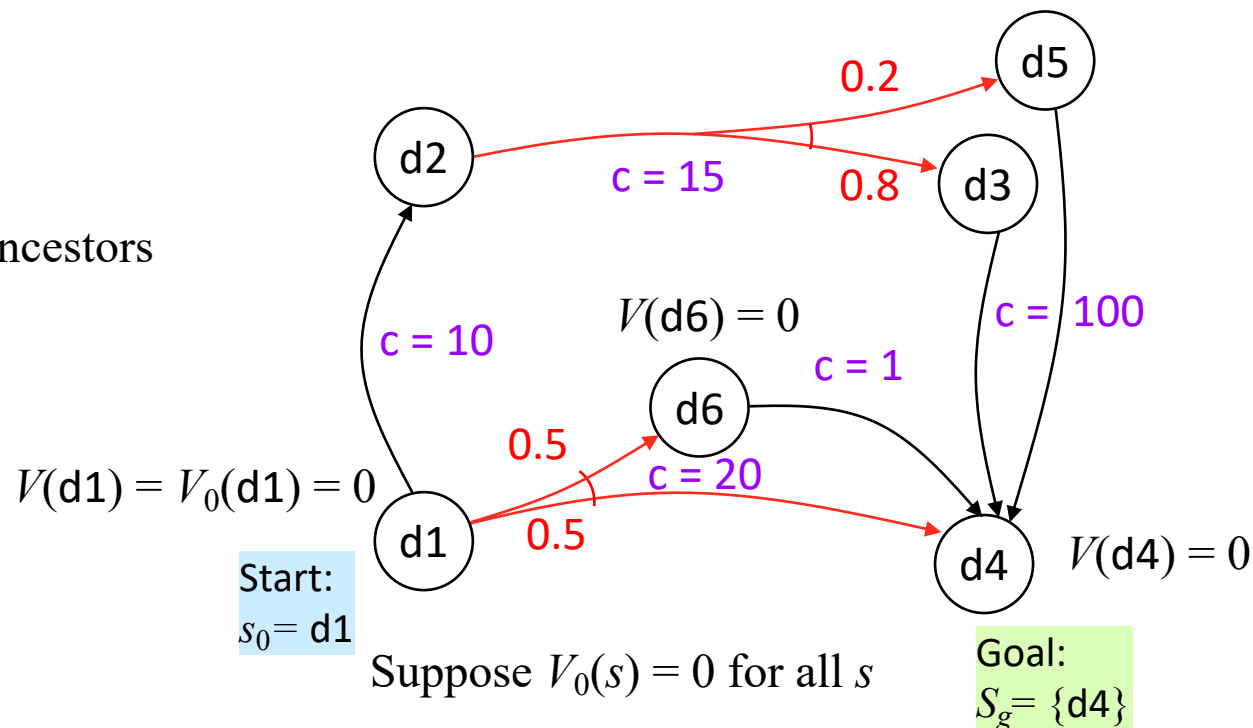 d5
0.2
d2
c = 15
0.8
d3
ncestors
V(d6) = 0
c = 100
c = 10
c = 1
d6
0.5
c = 20
V(d1) = V₀(d1) = 0
0.5
d1
d4
V(d4) = 0
Start:
s₀= d1
Suppose V₀(s) = 0 for all s
Goal:
S_g= {d4}